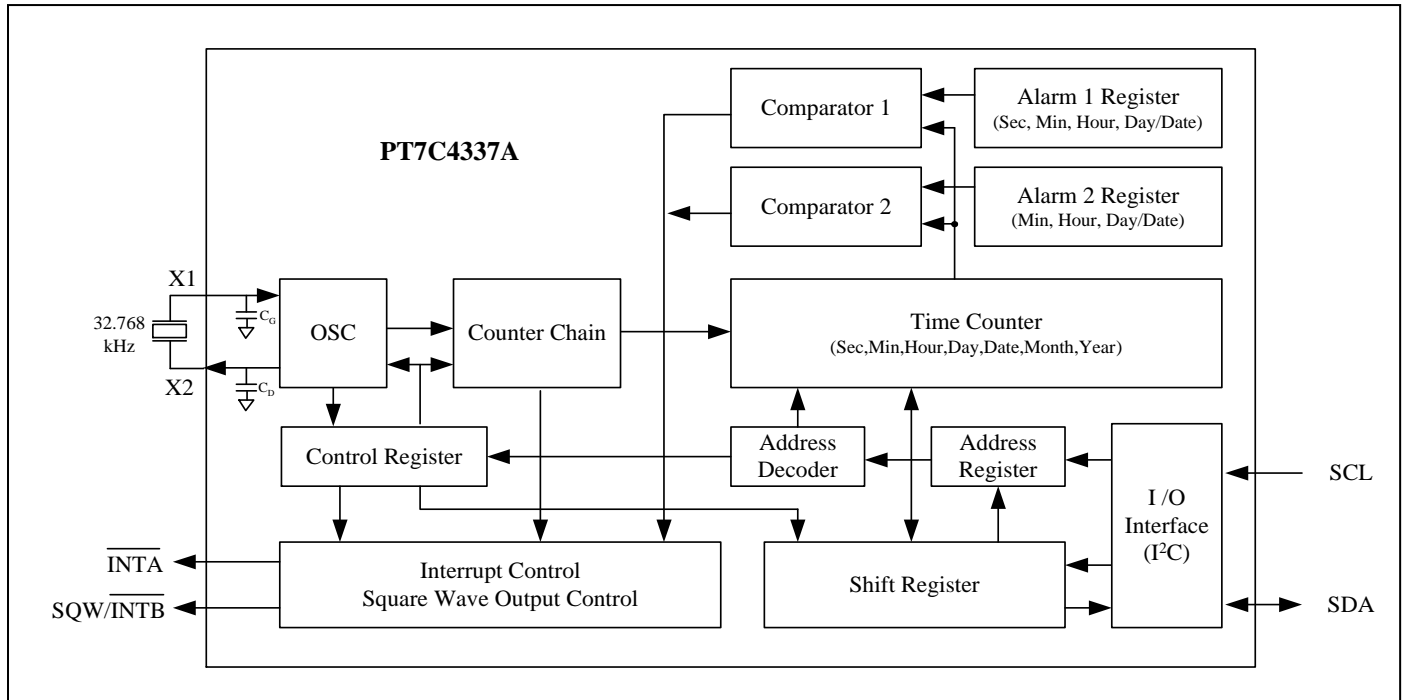 PT7C4337A
Comparator 1
Alarm 1 Register
(Sec, Min, Hour, Day/Date)
Comparator 2
Alarm 2 Register
(Min, Hour, Day/Date)
X1
32.768
kHz
X2
C_G
C_D
OSC
Counter Chain
Time Counter
(Sec,Min,Hour,Day,Date,Month,Year)
Control Register
Address
Decoder
Address
Register
I /O
Interface
(I²C)
SCL
SDA
INTA
SQW/INTB
Interrupt Control
Square Wave Output Control
Shift Register